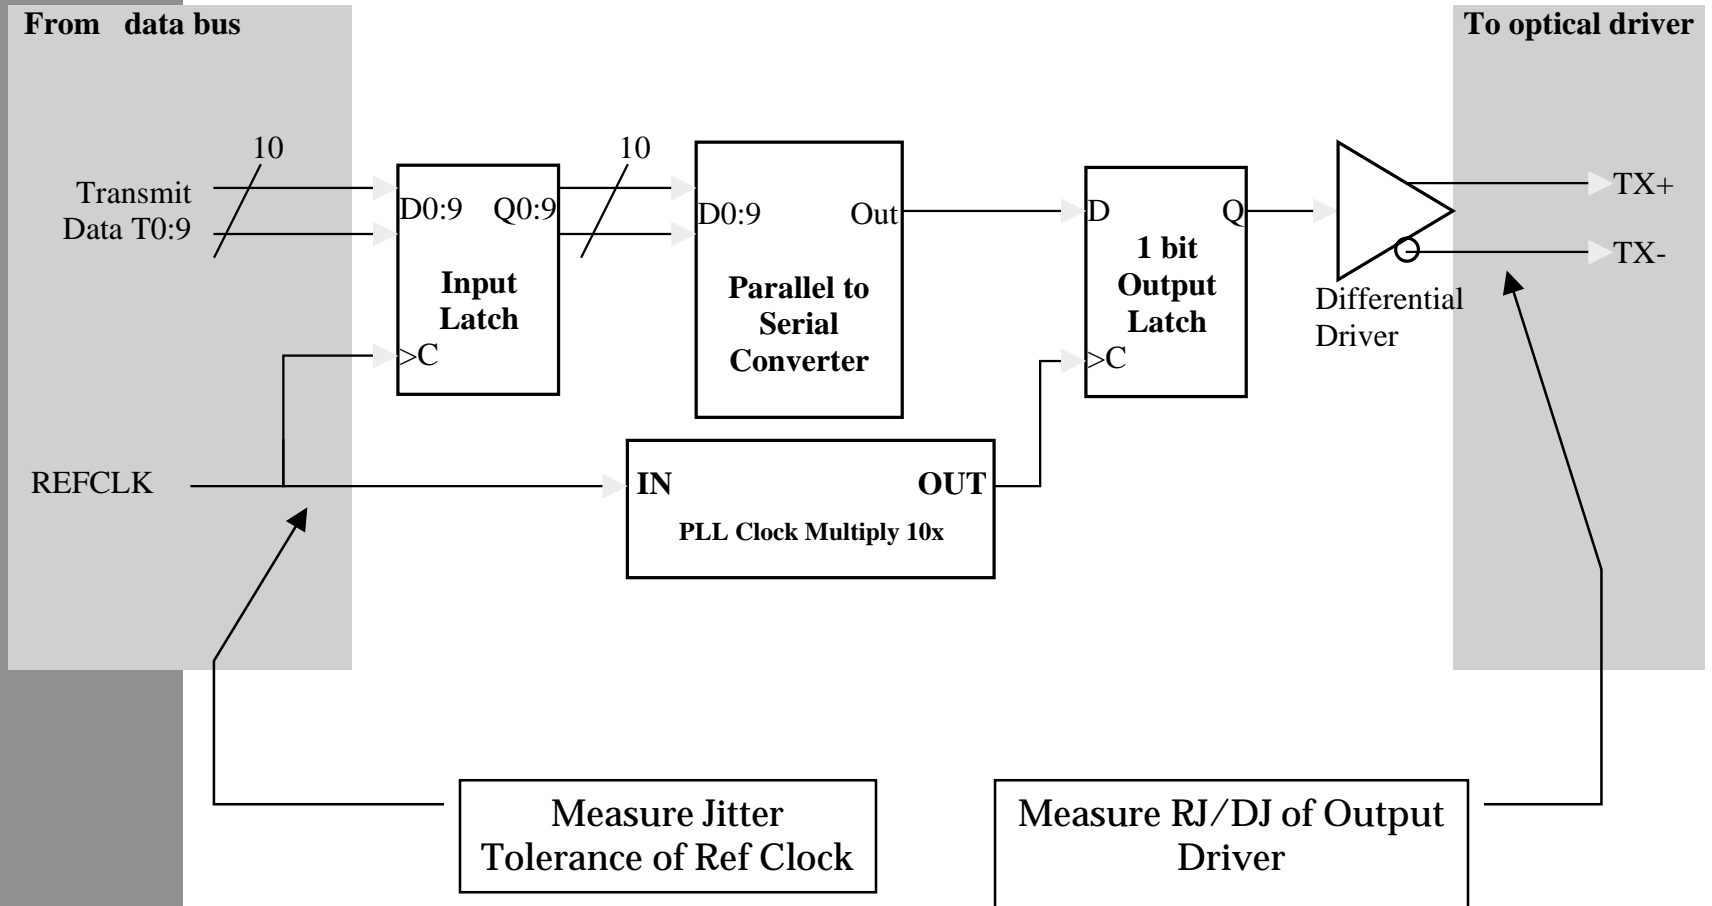 From data bus
To optical driver
10
10
Transmit
Data T0:9
D0:9 Q0:9
Input
Latch
>C
D0:9 Out
Parallel to
Serial
Converter
D Q
1 bit
Output
Latch
>C
Differential
Driver
TX+
TX-
REFCLK
IN OUT
PLL Clock Multiply 10x
Measure Jitter
Tolerance of Ref Clock
Measure RJ/DJ of Output
Driver